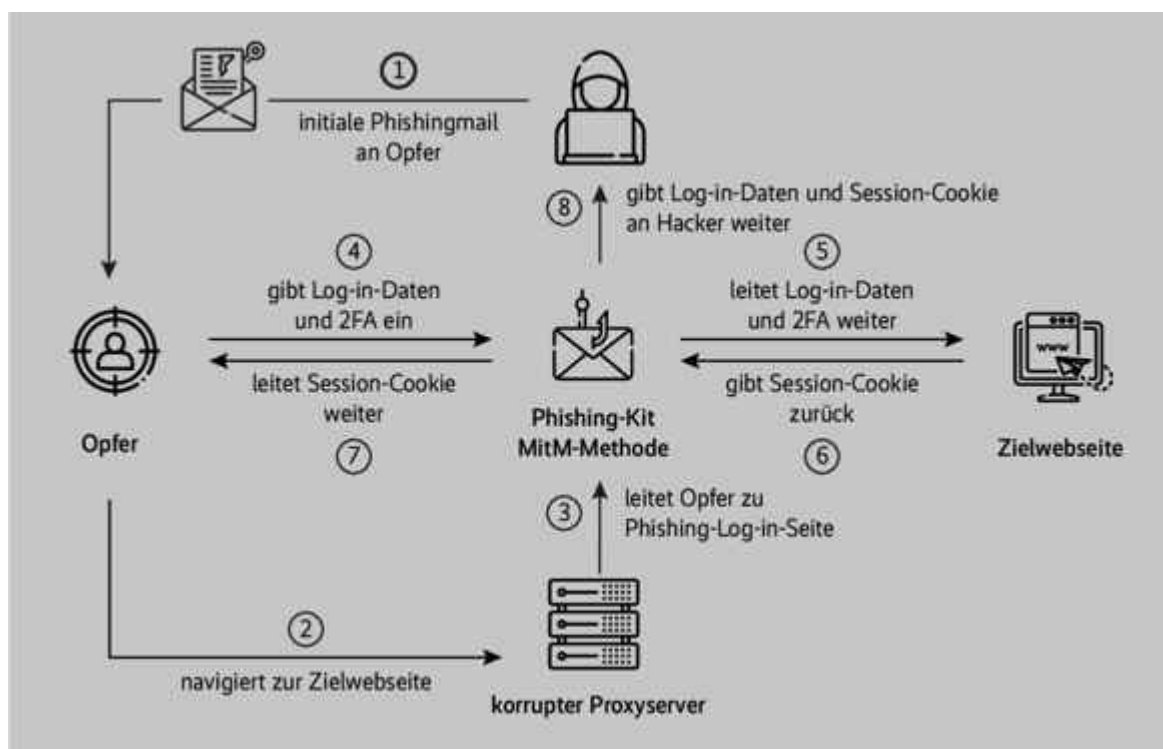 ①
initiale Phishingmail
an Opfer
⑧
gibt Log-in-Daten und Session-Cookie
an Hacker weiter
④
gibt Log-in-Daten
und 2FA ein
⑤
leitet Log-in-Daten
und 2FA weiter
www
leitet Session-Cookie
weiter
⑦
gibt Session-Cookie
zurück
⑥
Opfer
Phishing-Kit
MitM-Methode
Zielwebseite
③
leitet Opfer zu
Phishing-Log-in-Seite
②
navigiert zur Zielwebseite
korrupter Proxyserver